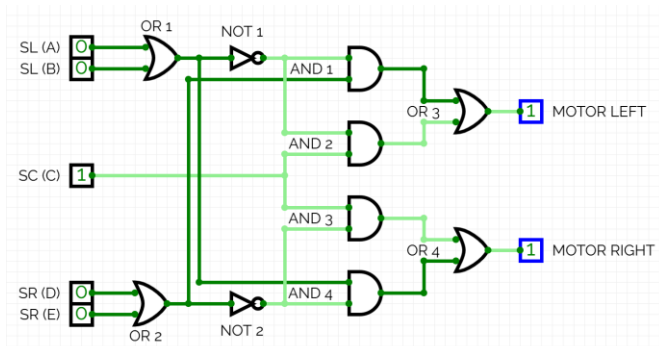 OR 1
NOT 1
SL (A) 0
SL (B) 0
AND 1
OR 3
1 MOTOR LEFT
AND 2
SC (C) 1
AND 3
OR 4
1 MOTOR RIGHT
SR (D) 0
AND 4
SR (E) 0
OR 2
NOT 2